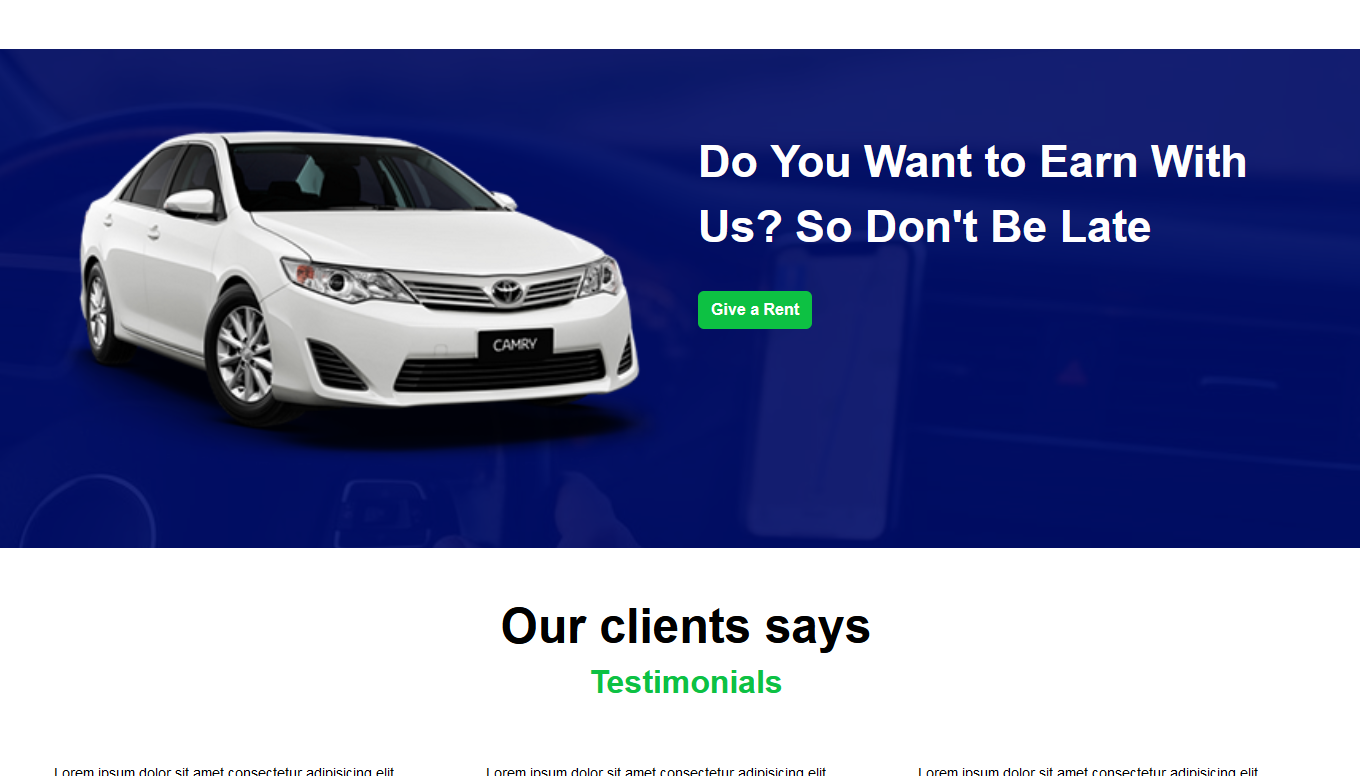 Do You Want to Earn With
Us? So Don't Be Late
Give a Rent
CAMRY
Our clients says
Testimonials
Lorem ipsum dolor sit amet consectetur adipisicing elit.
Lorem ipsum dolor sit amet consectetur adipisicing elit.
Lorem ipsum dolor sit amet consectetur adipisicing elit.